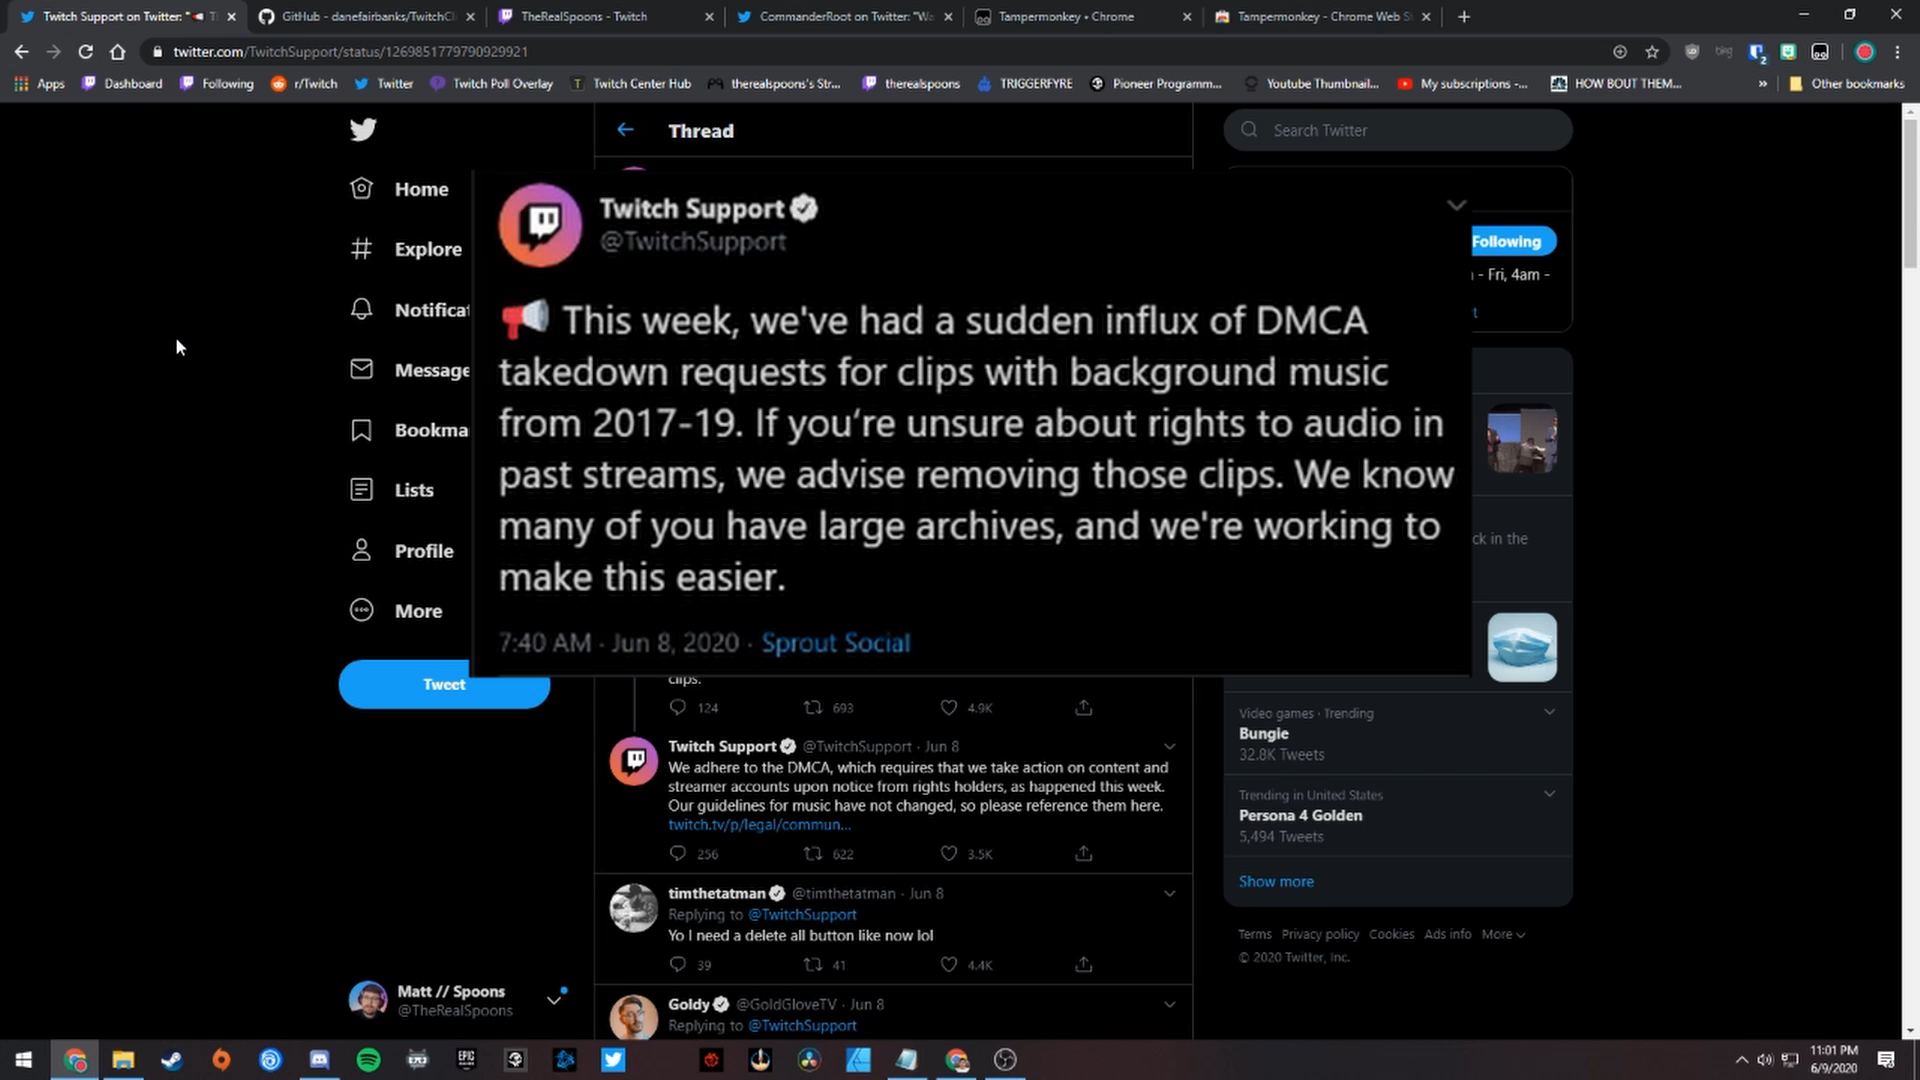 Twitch Support on Twitter: "
GitHub - danefairbanks/TwitchCl
TheRealSpoons - Twitch
CommanderRoot on Twitter: "Wa
Tampermonkey • Chrome
Tampermonkey - Chrome Web St
twitter.com/TwitchSupport/status/1269851779790929921
Apps
Dashboard
Following
r/Twitch
Twitter
Twitch Poll Overlay
Twitch Center Hub
therealspoons's Str...
therealspoons
TRIGGERFYRE
Pioneer Programm...
Youtube Thumbnail...
My subscriptions -...
HOW BOUT THEM...
Other bookmarks
Home
Explore
Notificat
Message
Bookma
Lists
Profile
More
Tweet
Matt // Spoons
@TheRealSpoons
Thread
Twitch Support
@TwitchSupport
This week, we've had a sudden influx of DMCA
takedown requests for clips with background music
from 2017-19. If you’re unsure about rights to audio in
past streams, we advise removing those clips. We know
many of you have large archives, and we're working to
make this easier.
7:40 AM · Jun 8, 2020 · Sprout Social
clips.
124 693 4.9K
Twitch Support @TwitchSupport · Jun 8
We adhere to the DMCA, which requires that we take action on content and
streamer accounts upon notice from rights holders, as happened this week.
Our guidelines for music have not changed, so please reference them here.
twitch.tv/p/legal/commun...
256 622 3.5K
timthetatman @timthetatman · Jun 8
Replying to @TwitchSupport
Yo I need a delete all button like now lol
39 41 4.4K
Goldy @GoldGloveTV · Jun 8
Replying to @TwitchSupport
Search Twitter
Following
- Fri, 4am -
t
ck in the
Video games · Trending
Bungie
32.8K Tweets
Trending in United States
Persona 4 Golden
5,494 Tweets
Show more
Terms Privacy policy Cookies Ads info More
© 2020 Twitter, Inc.
EPIC
11:01 PM
6/9/2020